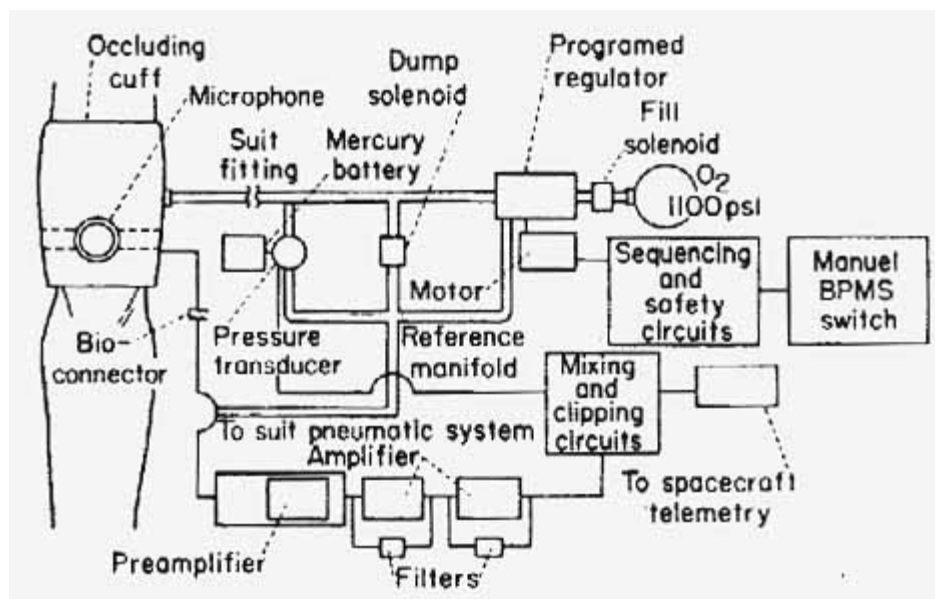 Occluding
cuff
Microphone
Suit
fitting
Mercury
battery
Dump
solenoid
Programed
regulator
Fill
solenoid
O2
1100 psi
Motor
Sequencing
and
safety
circuits
Manuel
BPMS
switch
Bio-
connector
Pressure
transducer
Reference
manifold
Mixing
and
clipping
circuits
To suit pneumatic system
Amplifier
To spacecraft
telemetry
Preamplifier
Filters